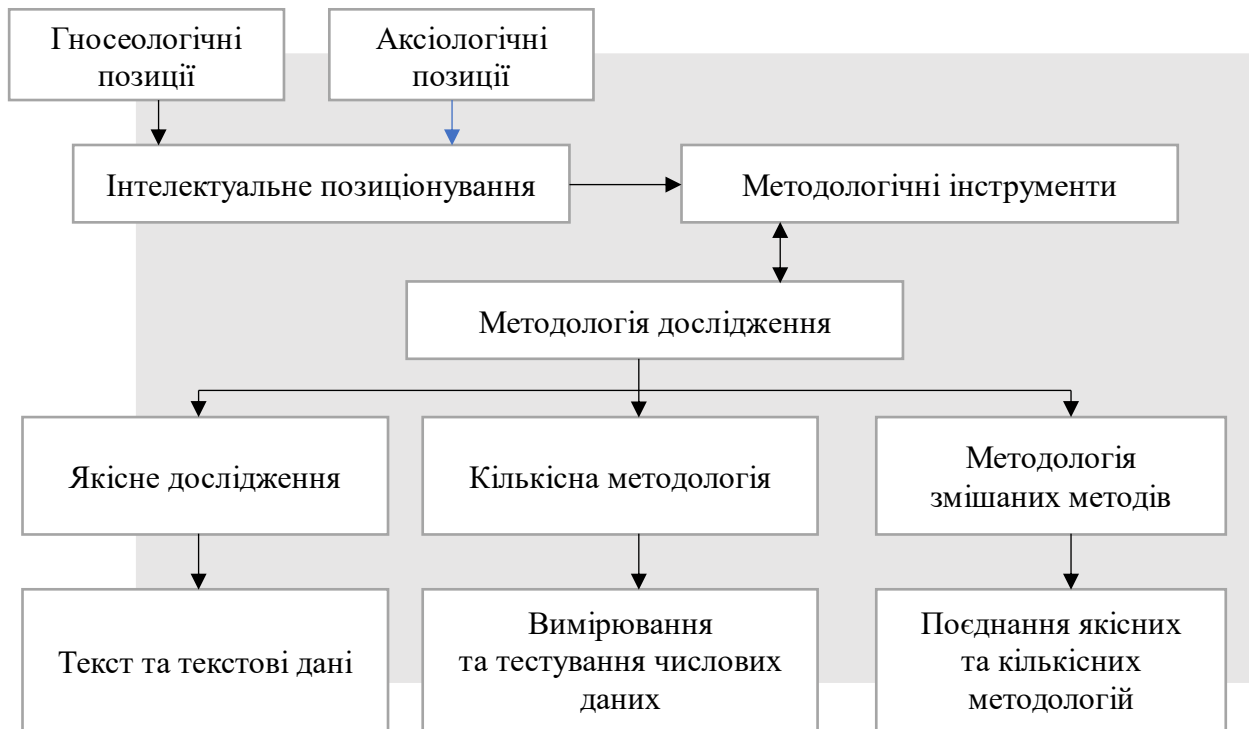 Гносеологічні
позиції
Аксіологічні
позиції
Інтелектуальне позиціонування
Методологічні інструменти
Методологія дослідження
Якісне дослідження
Кількісна методологія
Методологія
змішаних методів
Текст та текстові дані
Вимірювання
та тестування числових
даних
Поєднання якісних
та кількісних
методологій